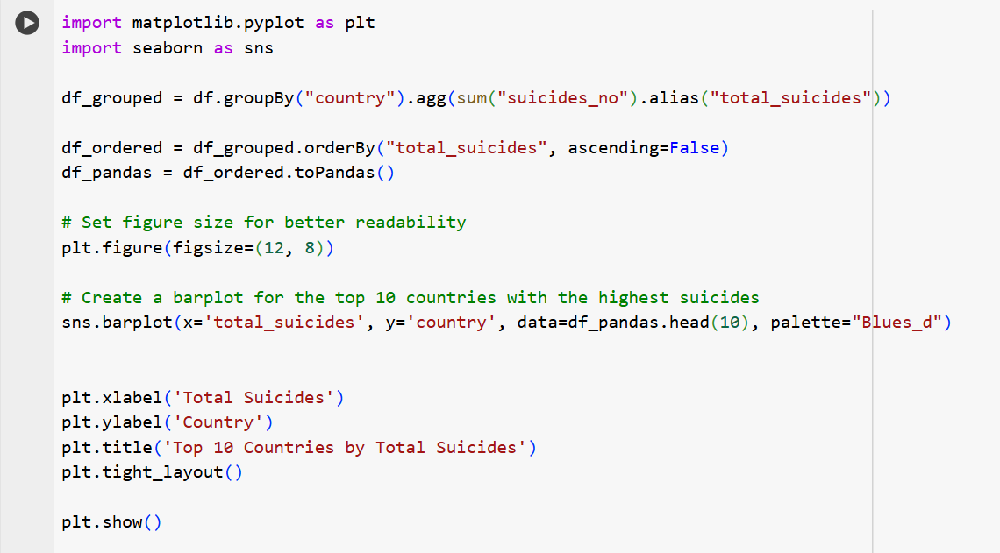 import matplotlib.pyplot as plt
import seaborn as sns
df_grouped = df.groupBy("country").agg(sum("suicides_no").alias("total_suicides"))
df_ordered = df_grouped.orderBy("total_suicides", ascending=False)
df_pandas = df_ordered.toPandas()
# Set figure size for better readability
plt.figure(figsize=(12, 8))
# Create a barplot for the top 10 countries with the highest suicides
sns.barplot(x='total_suicides', y='country', data=df_pandas.head(10), palette="Blues_d")
plt.xlabel('Total Suicides')
plt.ylabel('Country')
plt.title('Top 10 Countries by Total Suicides')
plt.tight_layout()
plt.show()